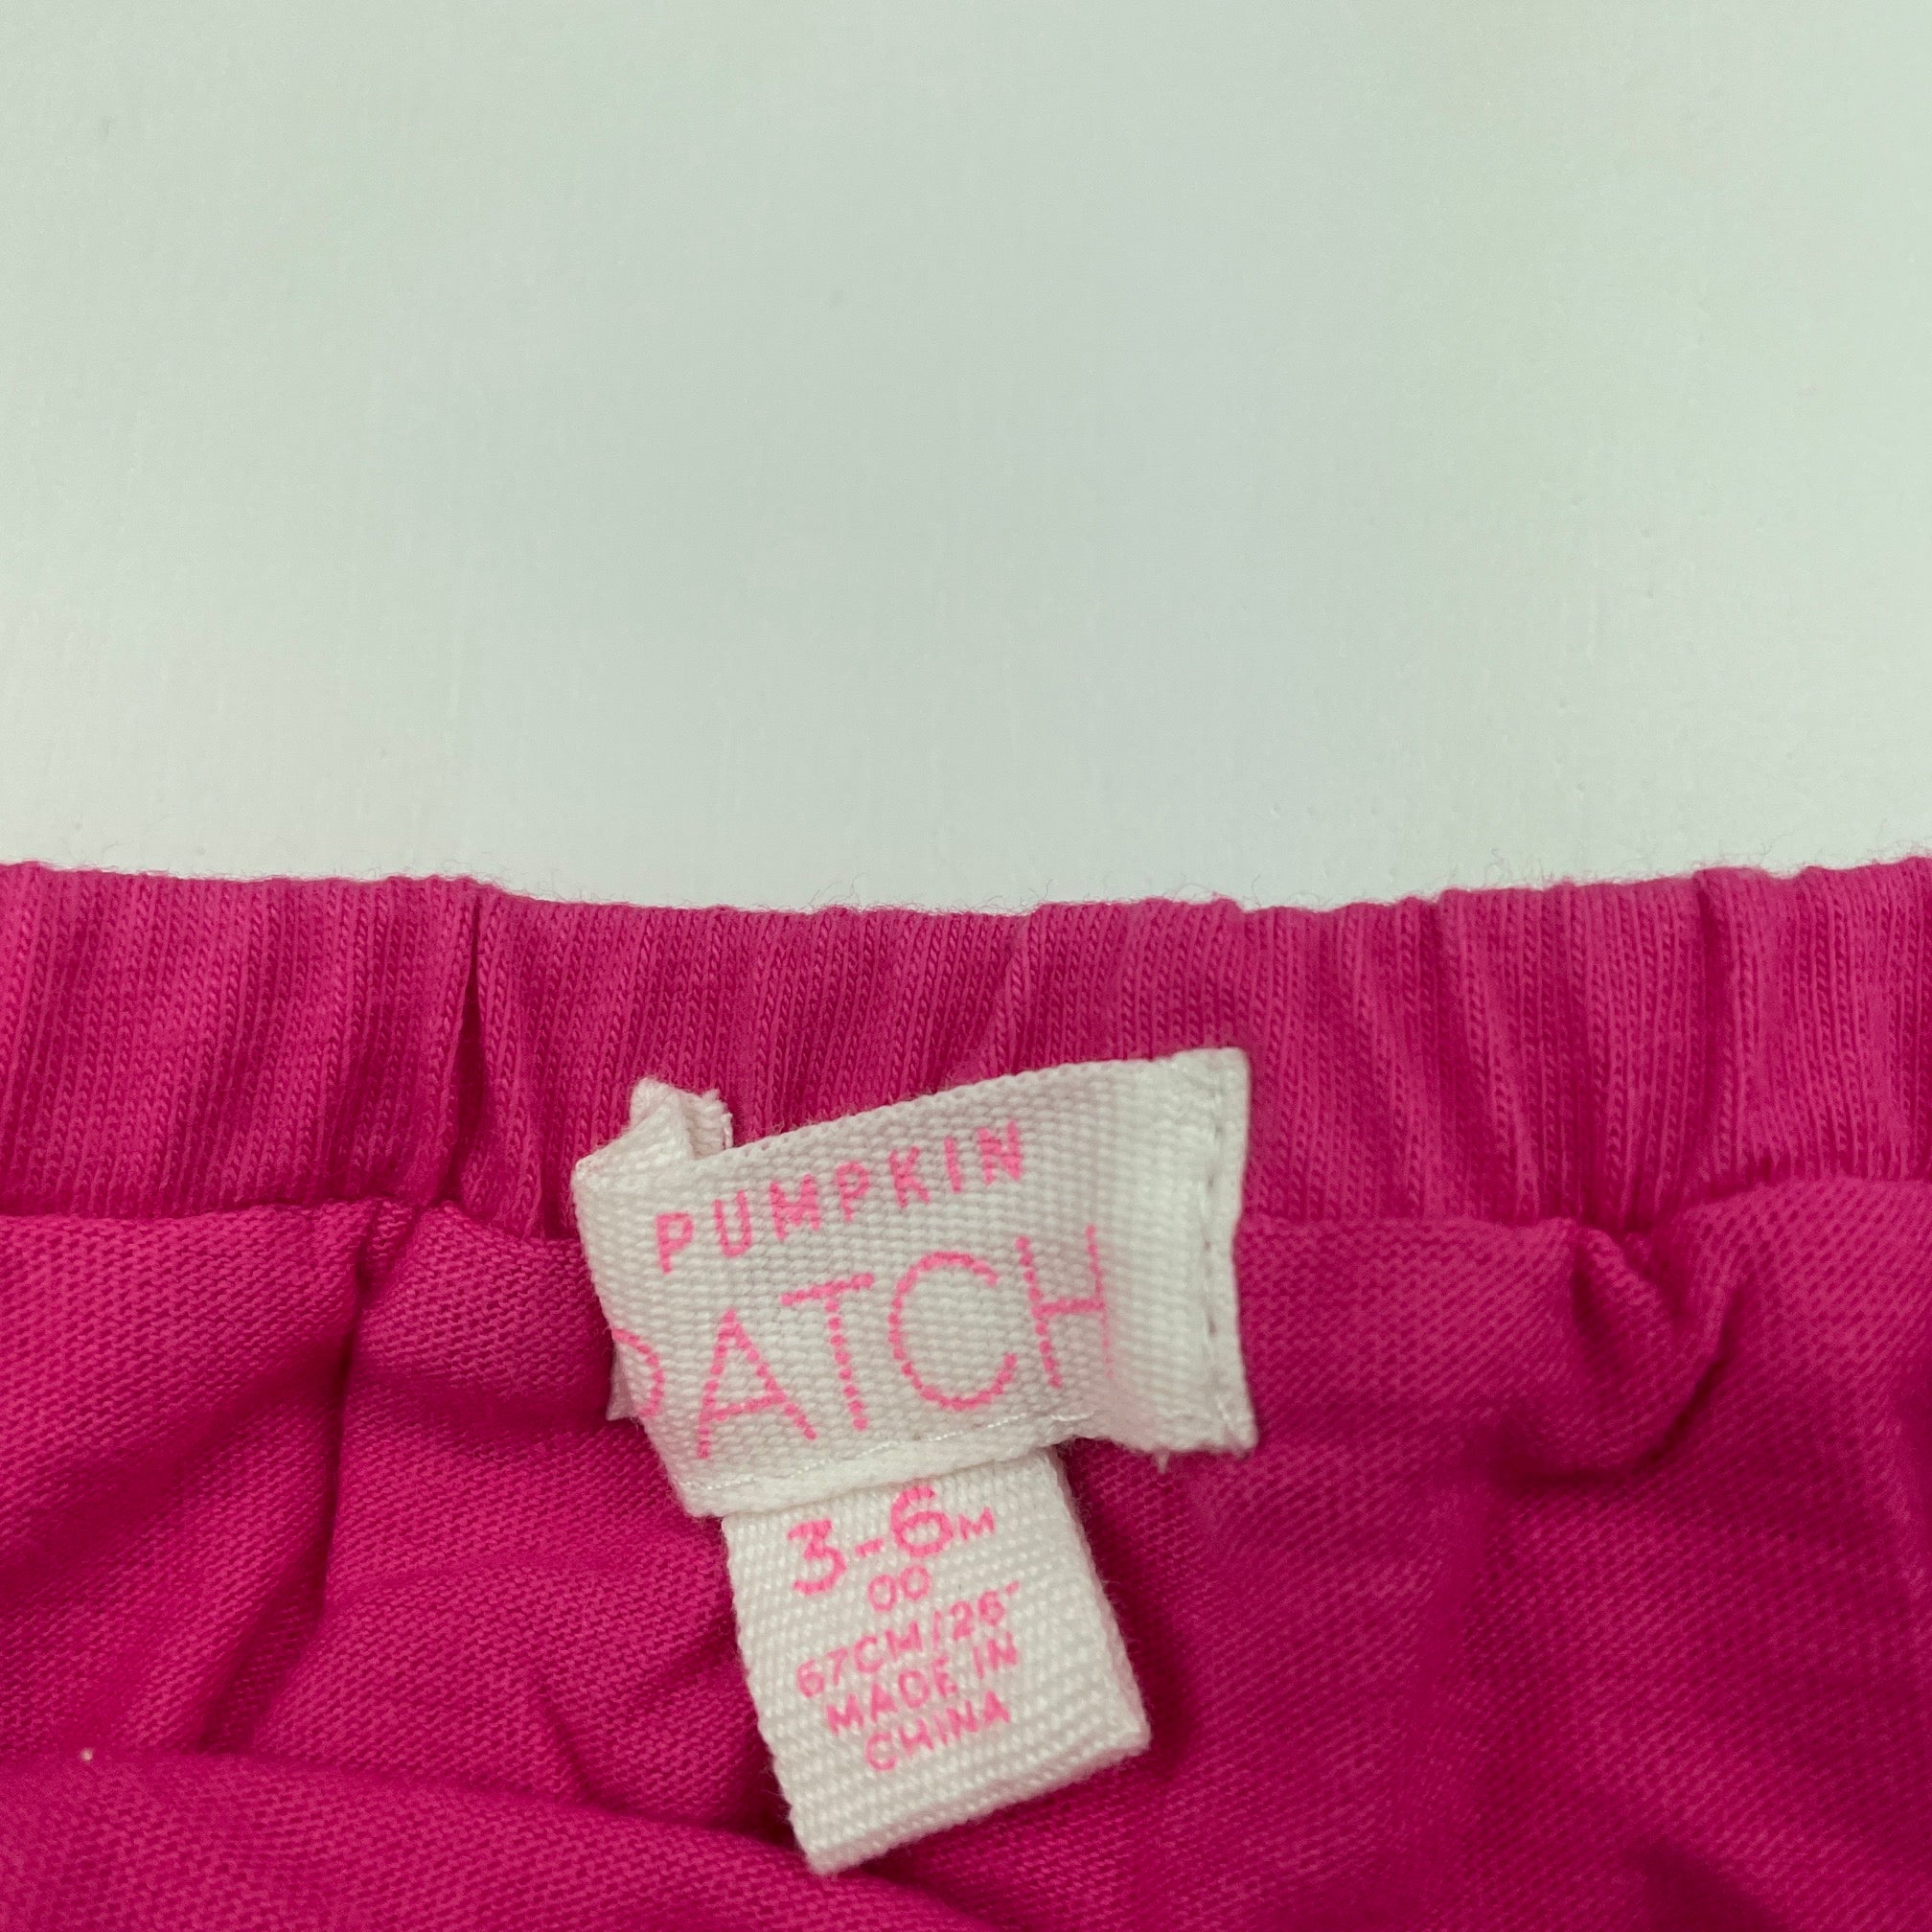 PUMPKIN
PATCH
3-6M
00
67CM/26"
MADE IN
CHINA